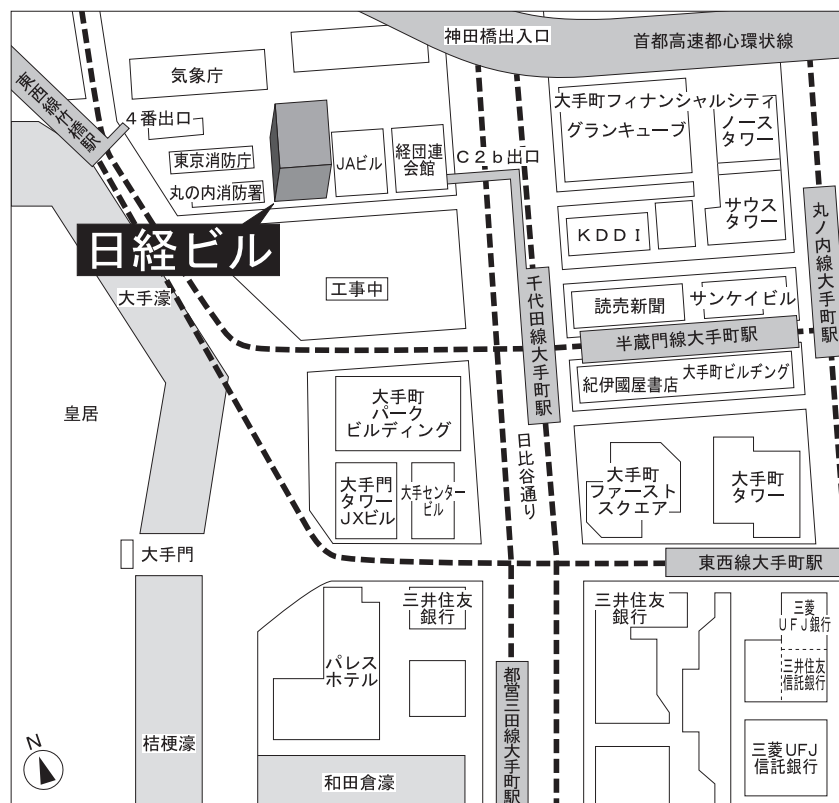 神田橋出入口
首都高速都心環状線
気象庁
東西線竹橋駅
4番出口
東京消防庁
丸の内消防署
JAビル
経団連
会館
C2b出口
大手町フィナンシャルシティ
グランキューブ
ノース
タワー
サウス
タワー
KDDI
日経ビル
大手濠
工事中
千代田線大手町駅
読売新聞
サンケイビル
丸ノ内線大手町駅
半蔵門線大手町駅
紀伊國屋書店
大手町ビルヂング
皇居
大手町
パーク
ビルディング
日比谷通り
大手門
タワー
JXビル
大手センター
ビル
大手町
ファースト
スクエア
大手町
タワー
大手門
東西線大手町駅
三井住友
銀行
三井住友
銀行
三菱
UFJ銀行
三井住友
信託銀行
パレス
ホテル
都営三田線大手町駅
N
桔梗濠
和田倉濠
三菱UFJ
信託銀行